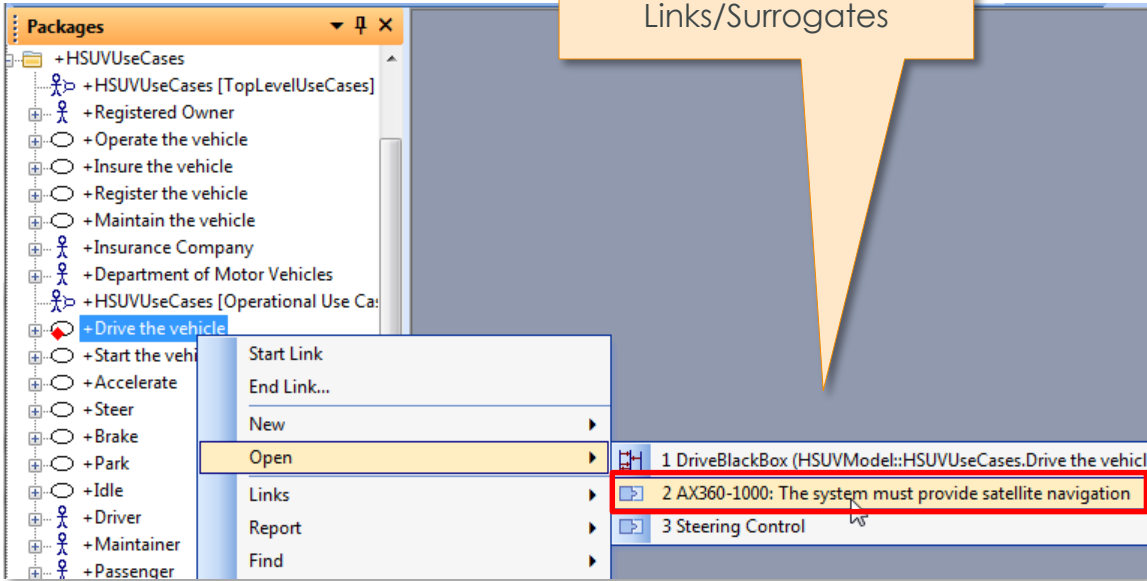 Links/Surrogates
Packages
+HSUVUseCases
+HSUVUseCases [TopLevelUseCases]
+Registered Owner
+Operate the vehicle
+Insure the vehicle
+Register the vehicle
+Maintain the vehicle
+Insurance Company
+Department of Motor Vehicles
+HSUVUseCases [Operational Use Ca
+Drive the vehicle
+Start the vehi
+Accelerate
+Steer
+Brake
+Park
+Idle
+Driver
+Maintainer
+Passenger
Start Link
End Link...
New
Open
Links
Report
Find
1 DriveBlackBox (HSUVModel::HSUVUseCases.Drive the vehicl
2 AX360-1000: The system must provide satellite navigation
3 Steering Control